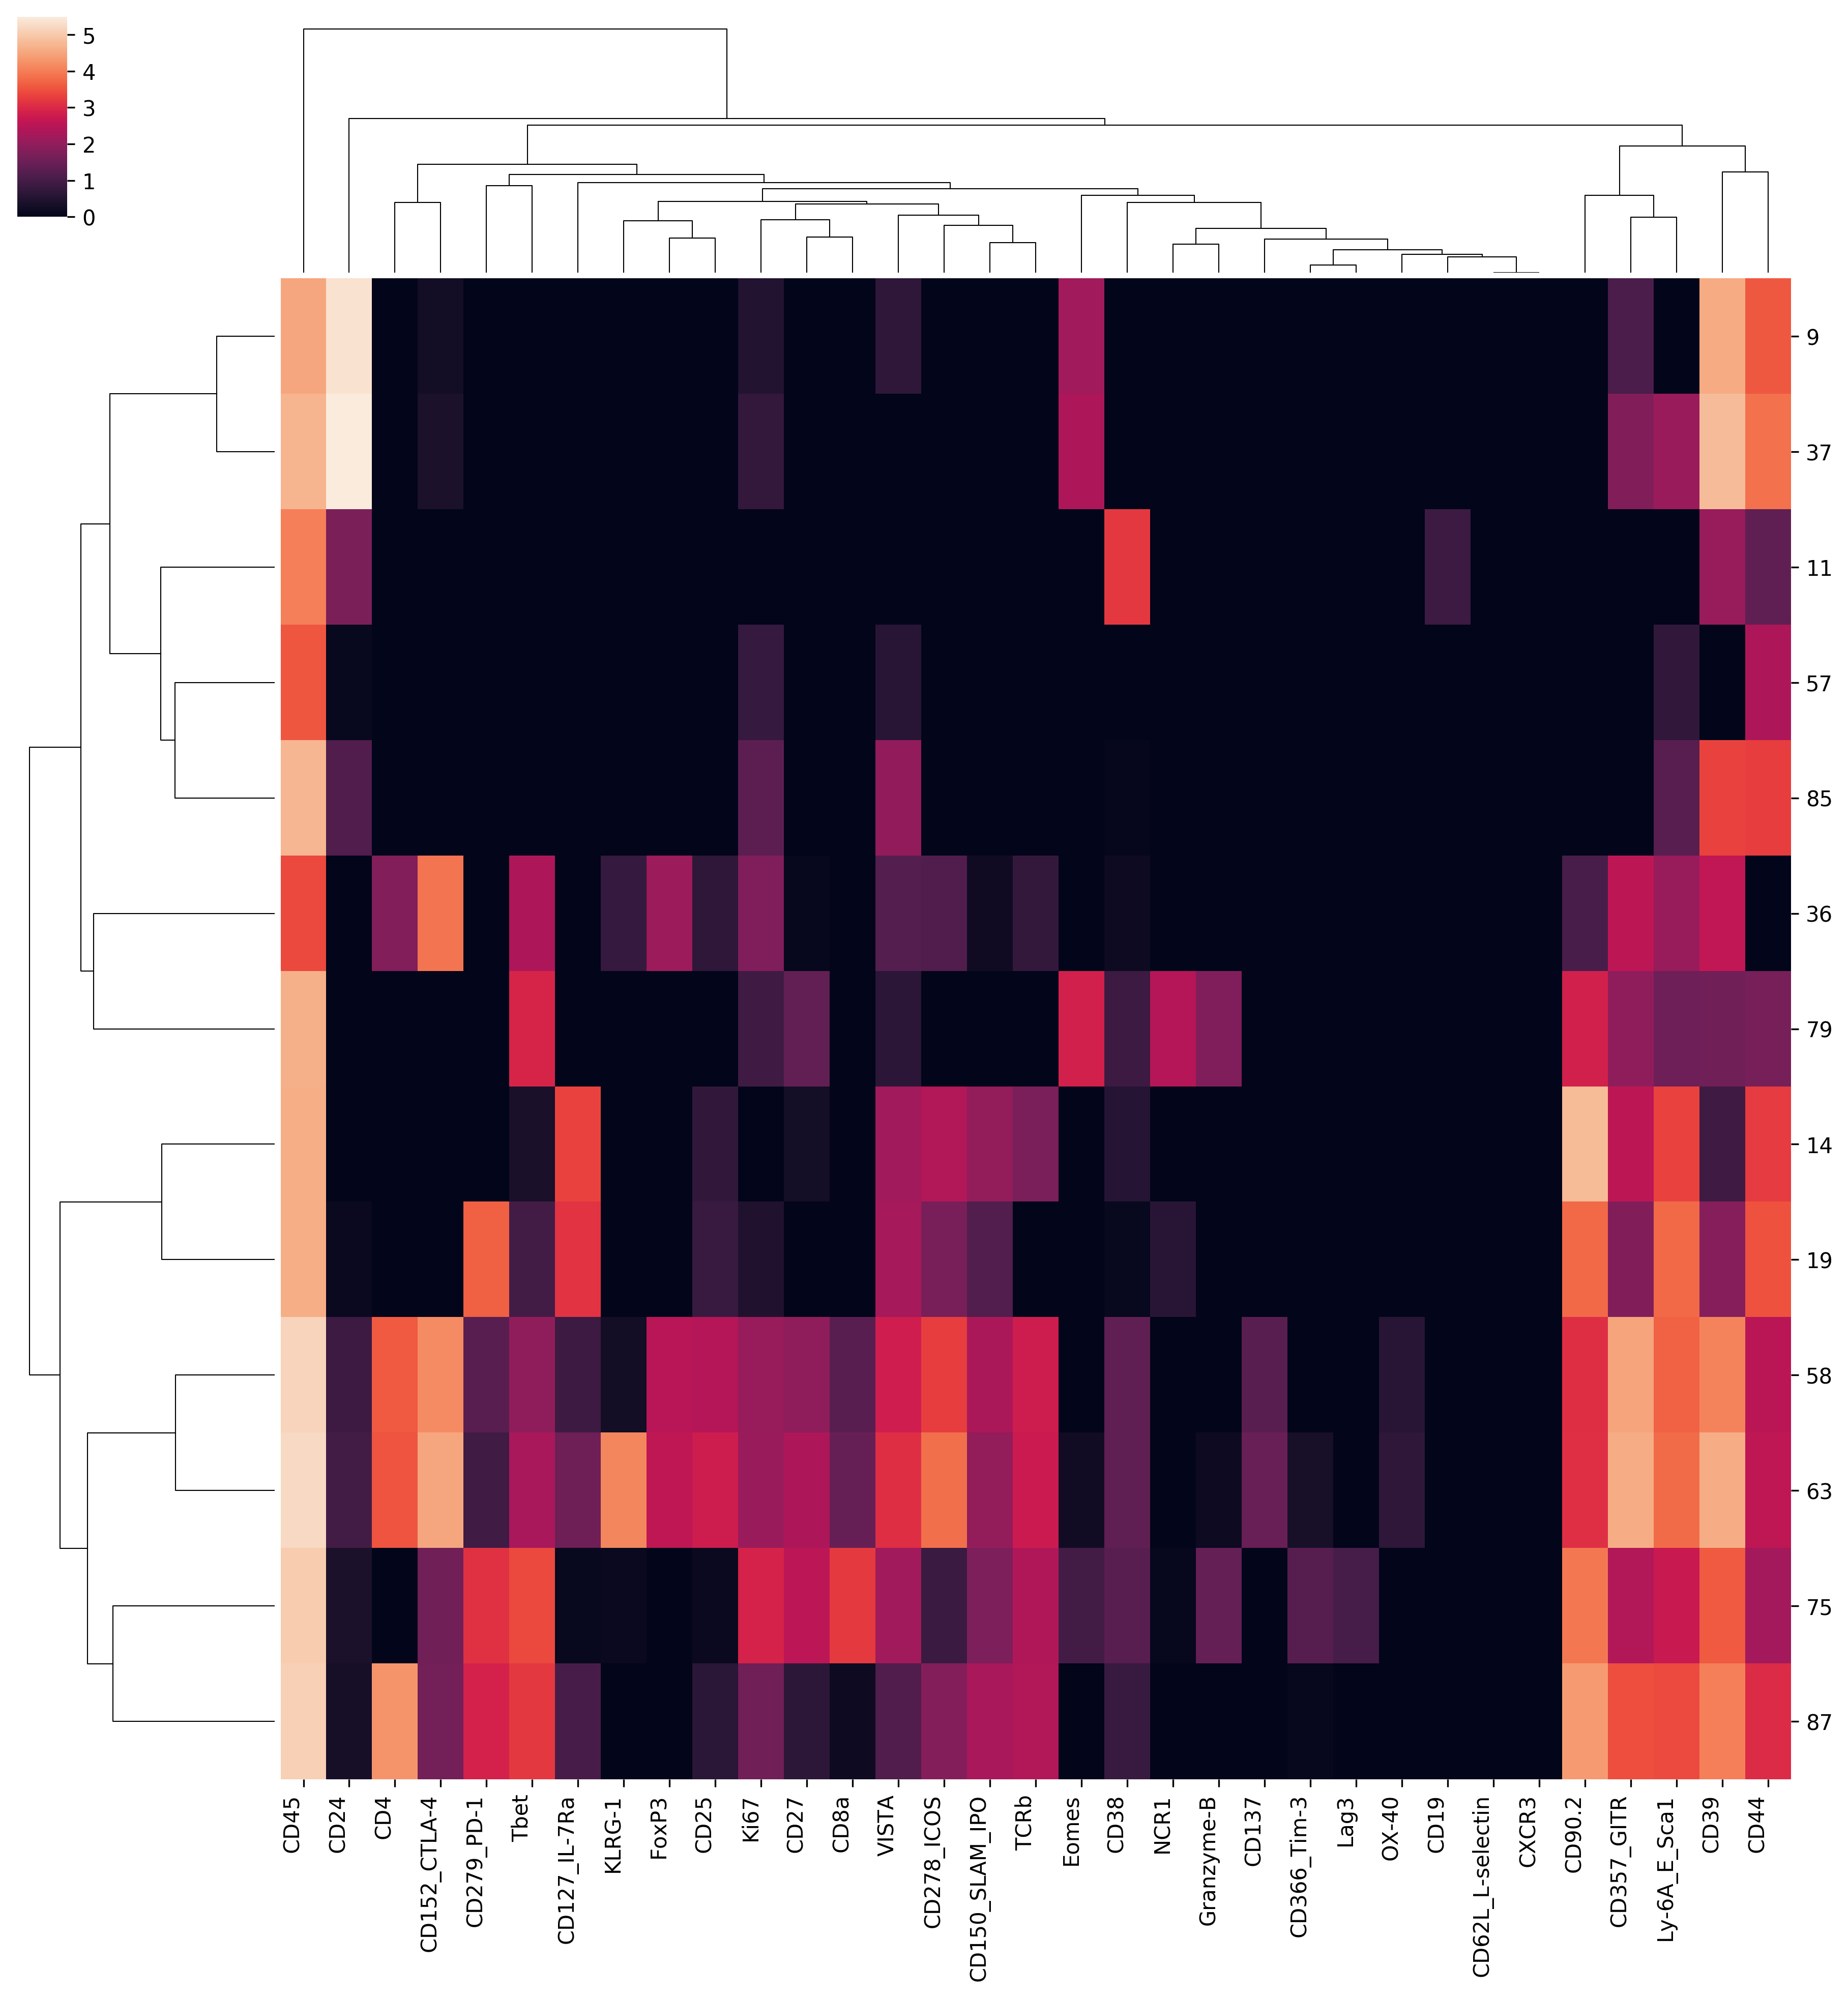 5
4
3
2
1
0
9
37
11
57
85
36
79
14
19
58
63
75
87
CD45
CD24
CD4
CD152_CTLA-4
CD279_PD-1
Tbet
CD127_IL-7Ra
KLRG-1
FoxP3
CD25
Ki67
CD27
CD8a
VISTA
CD278_ICOS
CD150_SLAM_IPO
TCRb
Eomes
CD38
NCR1
Granzyme-B
CD137
CD366_Tim-3
Lag3
OX-40
CD19
CD62L_L-selectin
CXCR3
CD90.2
CD357_GITR
Ly-6A_E_Sca1
CD39
CD44